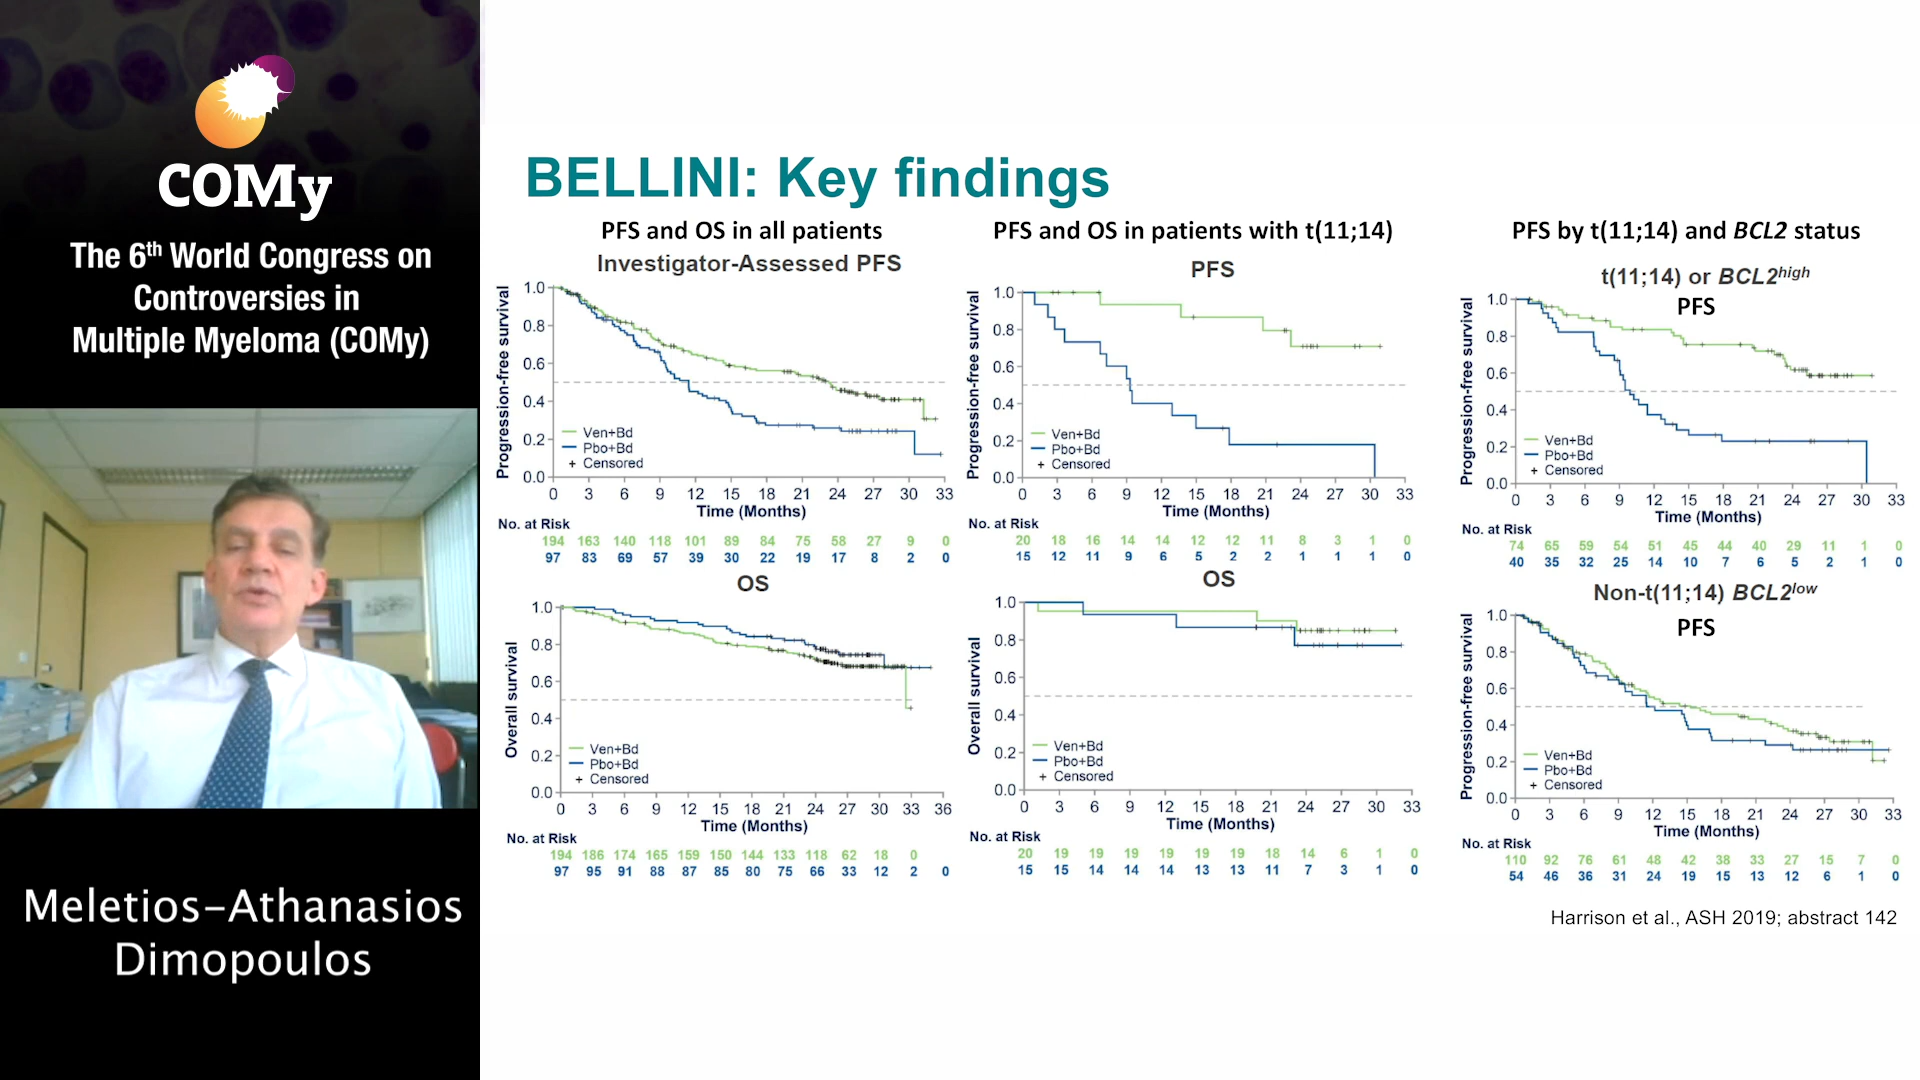 COMy
The 6th World Congress on
Controversies in
Multiple Myeloma (COMy)
Meletios-Athanasios
Dimopoulos
BELLINI: Key findings
PFS and OS in all patients
Investigator-Assessed PFS
Progression-free survival
1.0
0.8
0.6
0.4
0.2
0.0
Ven+Bd
Pbo+Bd
+ Censored
0 3 6 9 12 15 18 21 24 27 30 33
Time (Months)
No. at Risk
194 163 140 118 101 89 84 75 58 27 9 0
97 83 69 57 39 30 22 19 17 8 2 0
OS
Overall survival
1.0
0.8
0.6
0.4
0.2
0.0
Ven+Bd
Pbo+Bd
+ Censored
0 3 6 9 12 15 18 21 24 27 30 33 36
Time (Months)
No. at Risk
194 186 174 165 159 150 144 133 118 62 18 0
97 95 91 88 87 85 80 75 66 33 12 2 0
PFS and OS in patients with t(11;14)
PFS
Progression-free survival
1.0
0.8
0.6
0.4
0.2
0.0
Ven+Bd
Pbo+Bd
+ Censored
0 3 6 9 12 15 18 21 24 27 30 33
Time (Months)
No. at Risk
20 18 16 14 14 12 12 11 8 3 1 0
15 12 11 9 6 5 2 2 1 1 1 0
OS
Overall survival
1.0
0.8
0.6
0.4
0.2
0.0
Ven+Bd
Pbo+Bd
+ Censored
0 3 6 9 12 15 18 21 24 27 30 33
Time (Months)
No. at Risk
20 19 19 19 19 19 19 18 14 6 1 0
15 15 14 14 14 13 13 11 7 3 1 0
PFS by t(11;14) and BCL2 status
t(11;14) or BCL2high
PFS
Progression-free survival
1.0
0.8
0.6
0.4
0.2
0.0
Ven+Bd
Pbo+Bd
+ Censored
0 3 6 9 12 15 18 21 24 27 30 33
Time (Months)
No. at Risk
74 65 59 54 51 45 44 40 29 11 1 0
40 35 32 25 14 10 7 6 5 2 1 0
Non-t(11;14) BCL2low
PFS
Progression-free survival
1.0
0.8
0.6
0.4
0.2
0.0
Ven+Bd
Pbo+Bd
+ Censored
0 3 6 9 12 15 18 21 24 27 30 33
Time (Months)
No. at Risk
110 92 76 61 48 42 38 33 27 15 7 0
54 46 36 31 24 19 15 13 12 6 1 0
Harrison et al., ASH 2019; abstract 142